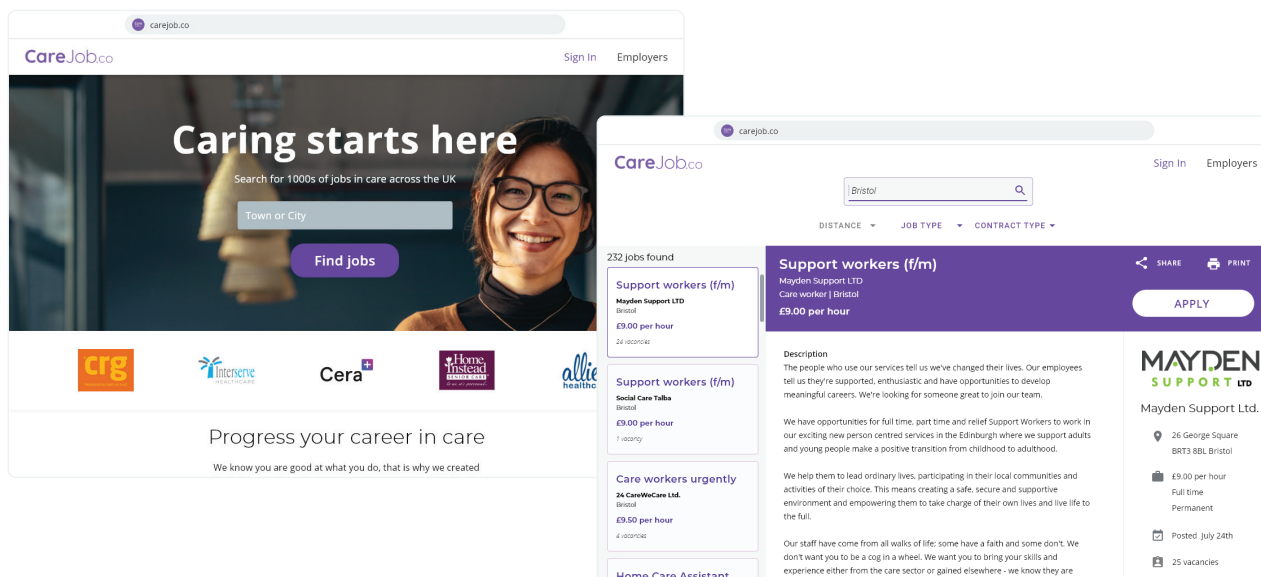 carejob.co
CareJob.co
Sign In
Employers
Caring starts here
Search for 1000s of jobs in care across the UK
Town or City
Find jobs
crg
Interserve
HEALTHCARE
Cera
Home
Instead
SENIOR CARE
allie
healthc
Progress your career in care
We know you are good at what you do, that is why we created
carejob.co
CareJob.co
Sign In
Employers
Bristol
DISTANCE
JOB TYPE
CONTRACT TYPE
232 jobs found
Support workers (f/m)
Mayden Support LTD
Bristol
£9.00 per hour
24 vacancies
Support workers (f/m)
Social Care Talba
Bristol
£9.00 per hour
1 vacancy
Care workers urgently
24 CareWeCare Ltd.
Bristol
£9.50 per hour
4 vacancies
Home Care Assistant
Support workers (f/m)
Mayden Support LTD
Care worker | Bristol
£9.00 per hour
SHARE
PRINT
APPLY
Description
The people who use our services tell us we've changed their lives. Our employees
tell us they're supported, enthusiastic and have opportunities to develop
meaningful careers. We're looking for someone great to join our team.
We have opportunities for full time, part time and relief Support Workers to work in
our exciting new person centred services in the Edinburgh where we support adults
and young people make a positive transition from childhood to adulthood.
We help them to lead ordinary lives, participating in their local communities and
activities of their choice. This means creating a safe, secure and supportive
environment and empowering them to take charge of their own lives and live life to
the full.
Our staff have come from all walks of life; some have a faith and some don't. We
don't want you to be a cog in a wheel. We want you to bring your skills and
experience either from the care sector or gained elsewhere - we know they are
MAYDEN
SUPPORT LTD
Mayden Support Ltd.
26 George Square
BRT3 8BL Bristol
£9.00 per hour
Full time
Permanent
Posted July 24th
25 vacancies